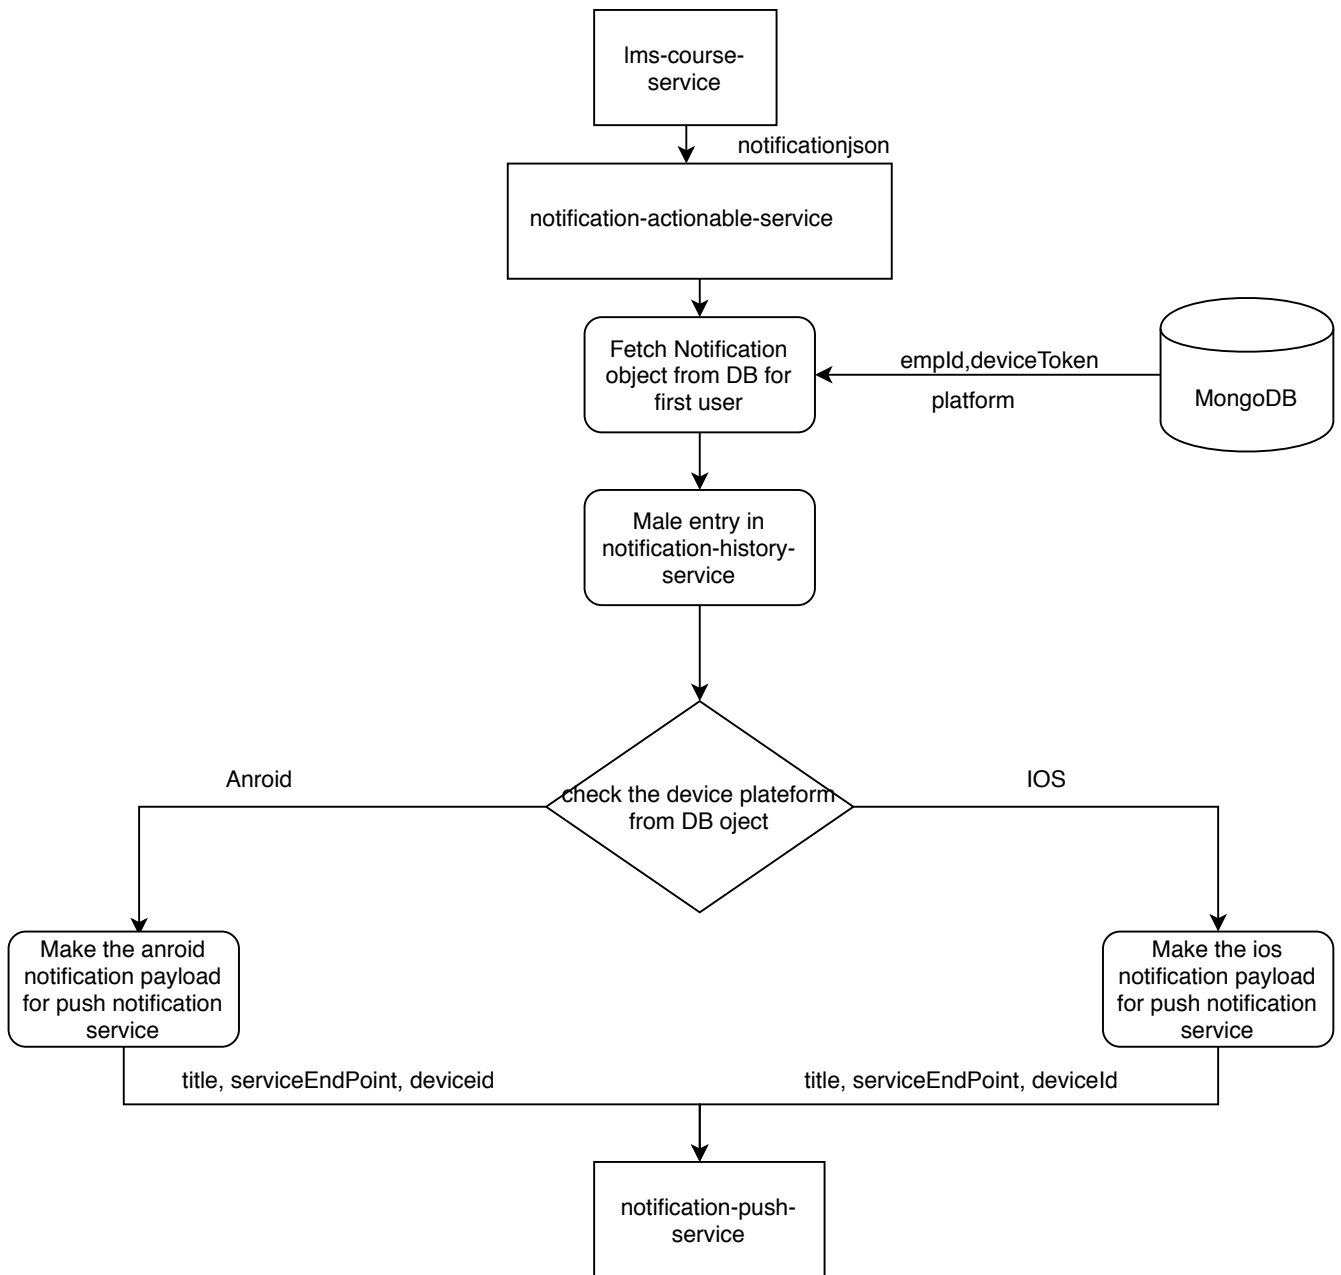 lms-course-
service
notificationjson
notification-actionable-service
Fetch Notification
object from DB for
first user
empId,deviceToken
platform
MongoDB
Male entry in
notification-history-
service
Anroid
IOS
check the device plateform
from DB oject
Make the anroid
notification payload
for push notification
service
Make the ios
notification payload
for push notification
service
title, serviceEndPoint, deviceid
title, serviceEndPoint, deviceId
notification-push-
service